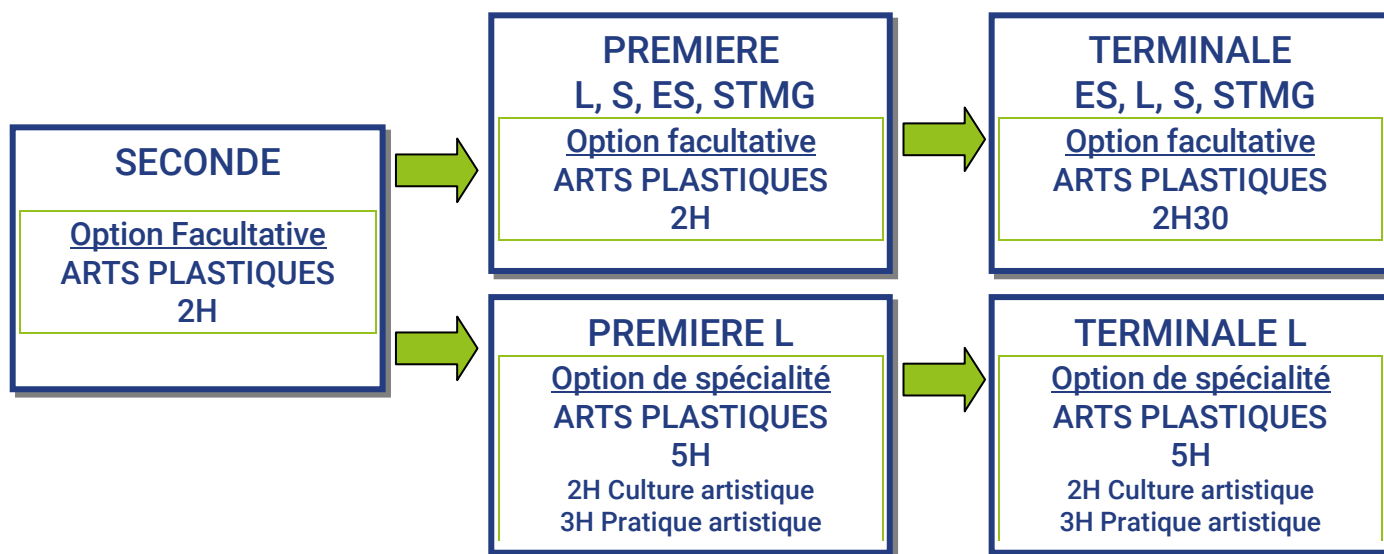 SECONDE
Option Facultative
ARTS PLASTIQUES
2H
PREMIERE
L, S, ES, STMG
Option facultative
ARTS PLASTIQUES
2H
TERMINALE
ES, L, S, STMG
Option facultative
ARTS PLASTIQUES
2H30
PREMIERE L
Option de spécialité
ARTS PLASTIQUES
5H
2H Culture artistique
3H Pratique artistique
TERMINALE L
Option de spécialité
ARTS PLASTIQUES
5H
2H Culture artistique
3H Pratique artistique